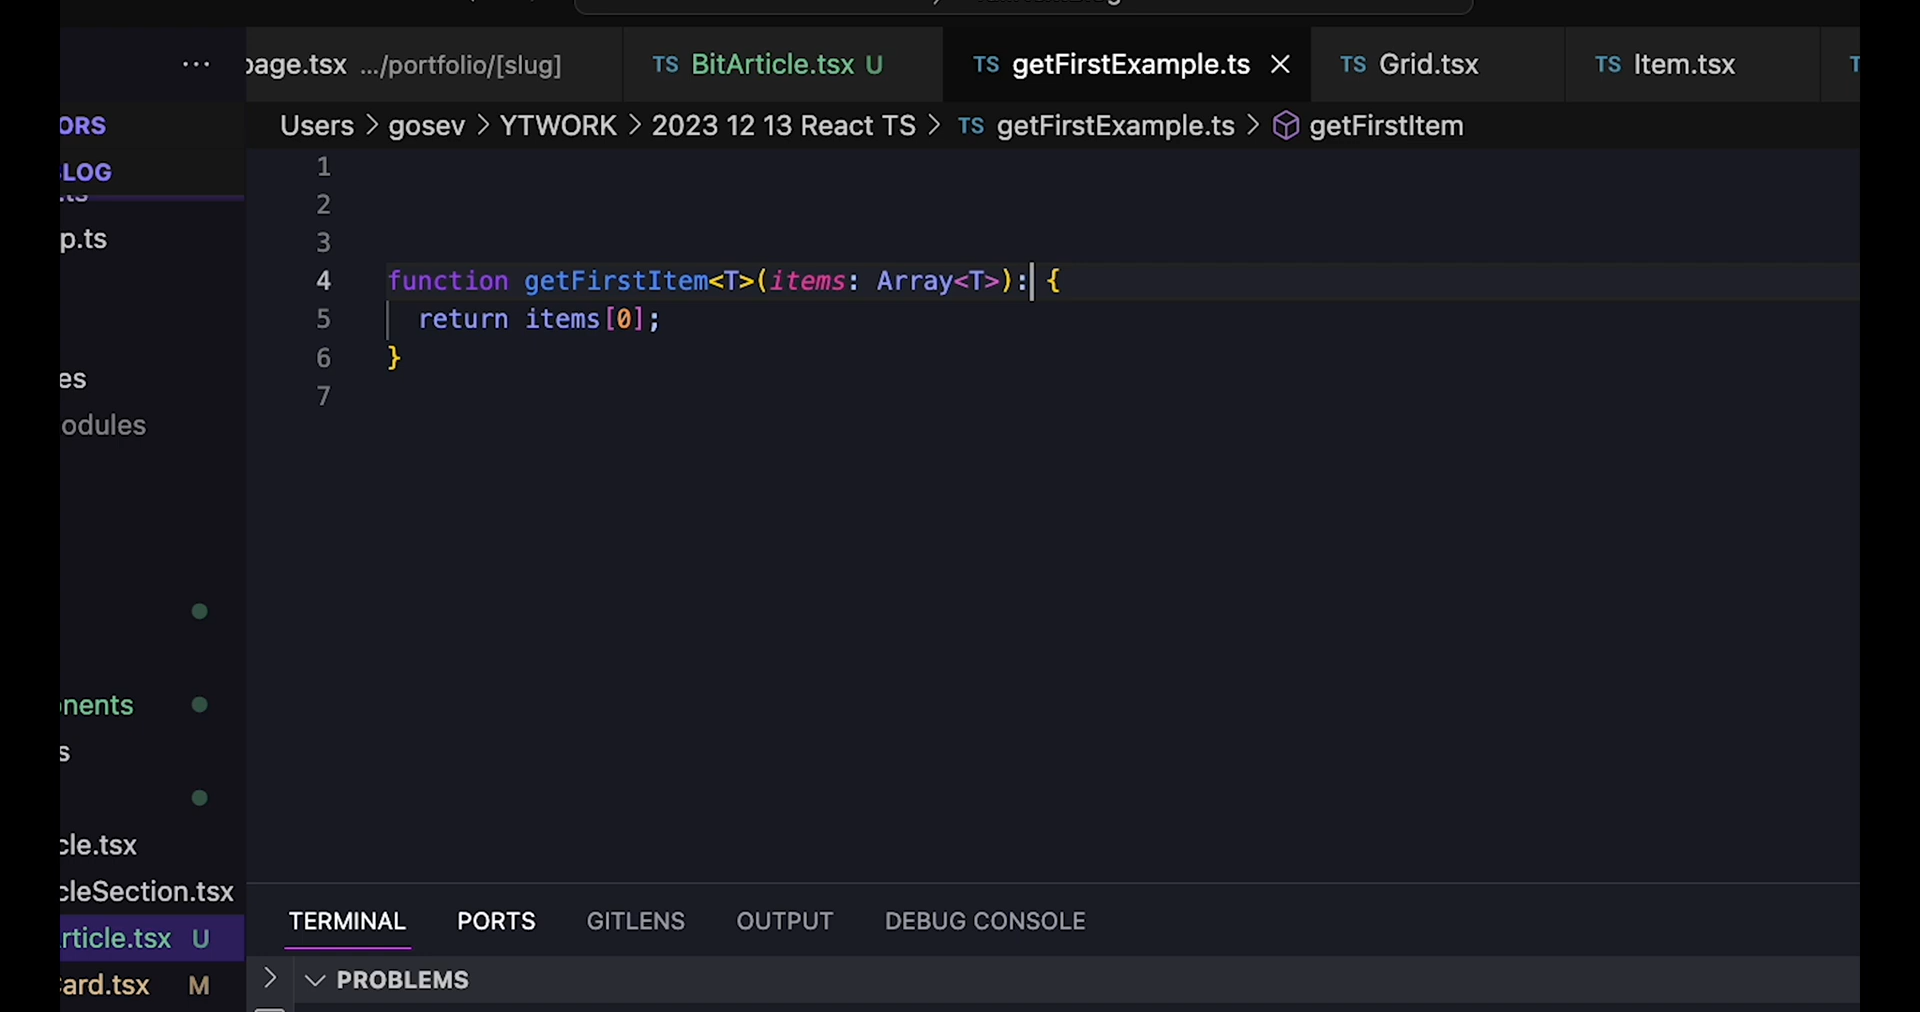 page.tsx .../portfolio/[slug]
TS BitArticle.tsx U
TS getFirstExample.ts ×
TS Grid.tsx
TS Item.tsx
Users > gosev > YTWORK > 2023 12 13 React TS > TS getFirstExample.ts > getFirstItem
ORS
LOG
.ts
p.ts
es
odules
nents
s
cle.tsx
cleSection.tsx
rticle.tsx U
ard.tsx M
1
2
3
4 function getFirstItem<T>(items: Array<T>): {
5 return items[0];
6 }
7
TERMINAL PORTS GITLENS OUTPUT DEBUG CONSOLE
PROBLEMS